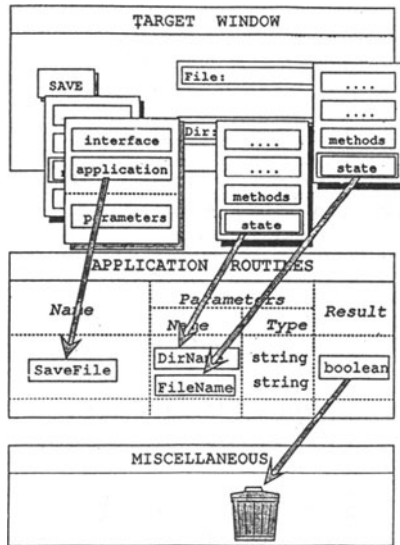 TARGET WINDOW
File:
SAVE
....
....
methods
state
interface
application
parameters
Dir:
....
....
methods
state
APPLICATION ROUTINES
Name
Parameters
Result
Name
Type
DirName
string
SaveFile
boolean
FileName
string
MISCELLANEOUS